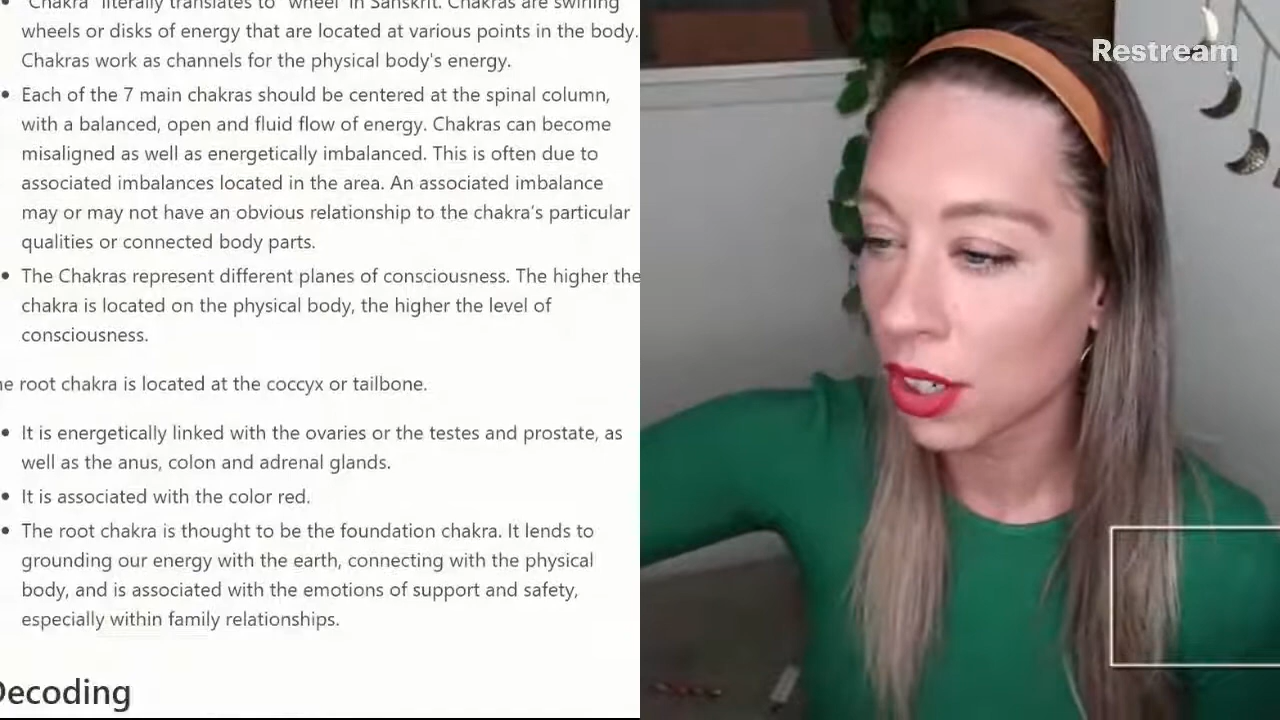 "Chakra" literally translates to "wheel" in Sanskrit. Chakras are swirling
wheels or disks of energy that are located at various points in the body.
Chakras work as channels for the physical body's energy.
Each of the 7 main chakras should be centered at the spinal column,
with a balanced, open and fluid flow of energy. Chakras can become
misaligned as well as energetically imbalanced. This is often due to
associated imbalances located in the area. An associated imbalance
may or may not have an obvious relationship to the chakra's particular
qualities or connected body parts.
The Chakras represent different planes of consciousness. The higher the
chakra is located on the physical body, the higher the level of
consciousness.
he root chakra is located at the coccyx or tailbone.
It is energetically linked with the ovaries or the testes and prostate, as
well as the anus, colon and adrenal glands.
It is associated with the color red.
The root chakra is thought to be the foundation chakra. It lends to
grounding our energy with the earth, connecting with the physical
body, and is associated with the emotions of support and safety,
especially within family relationships.
Decoding
Restream